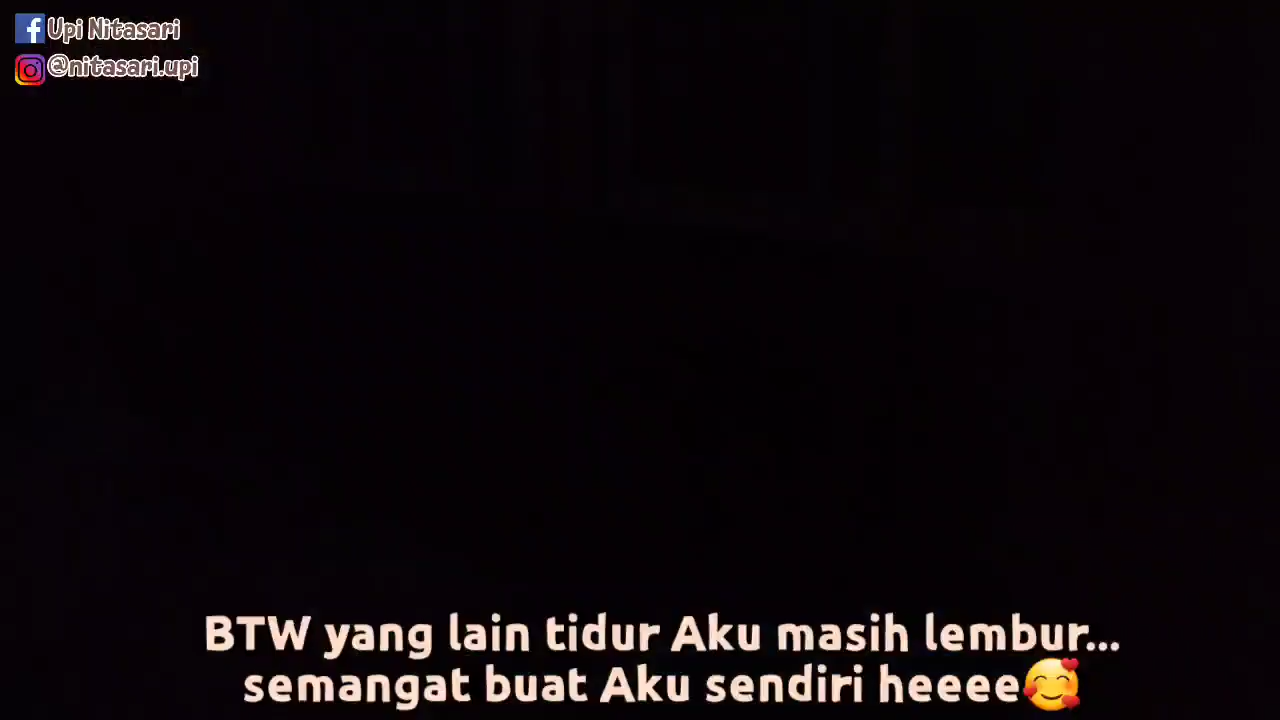 Upi Nitasari
@nitasari.upi
BTW yang lain tidur Aku masih lembur...
semangat buat Aku sendiri heeee🥰